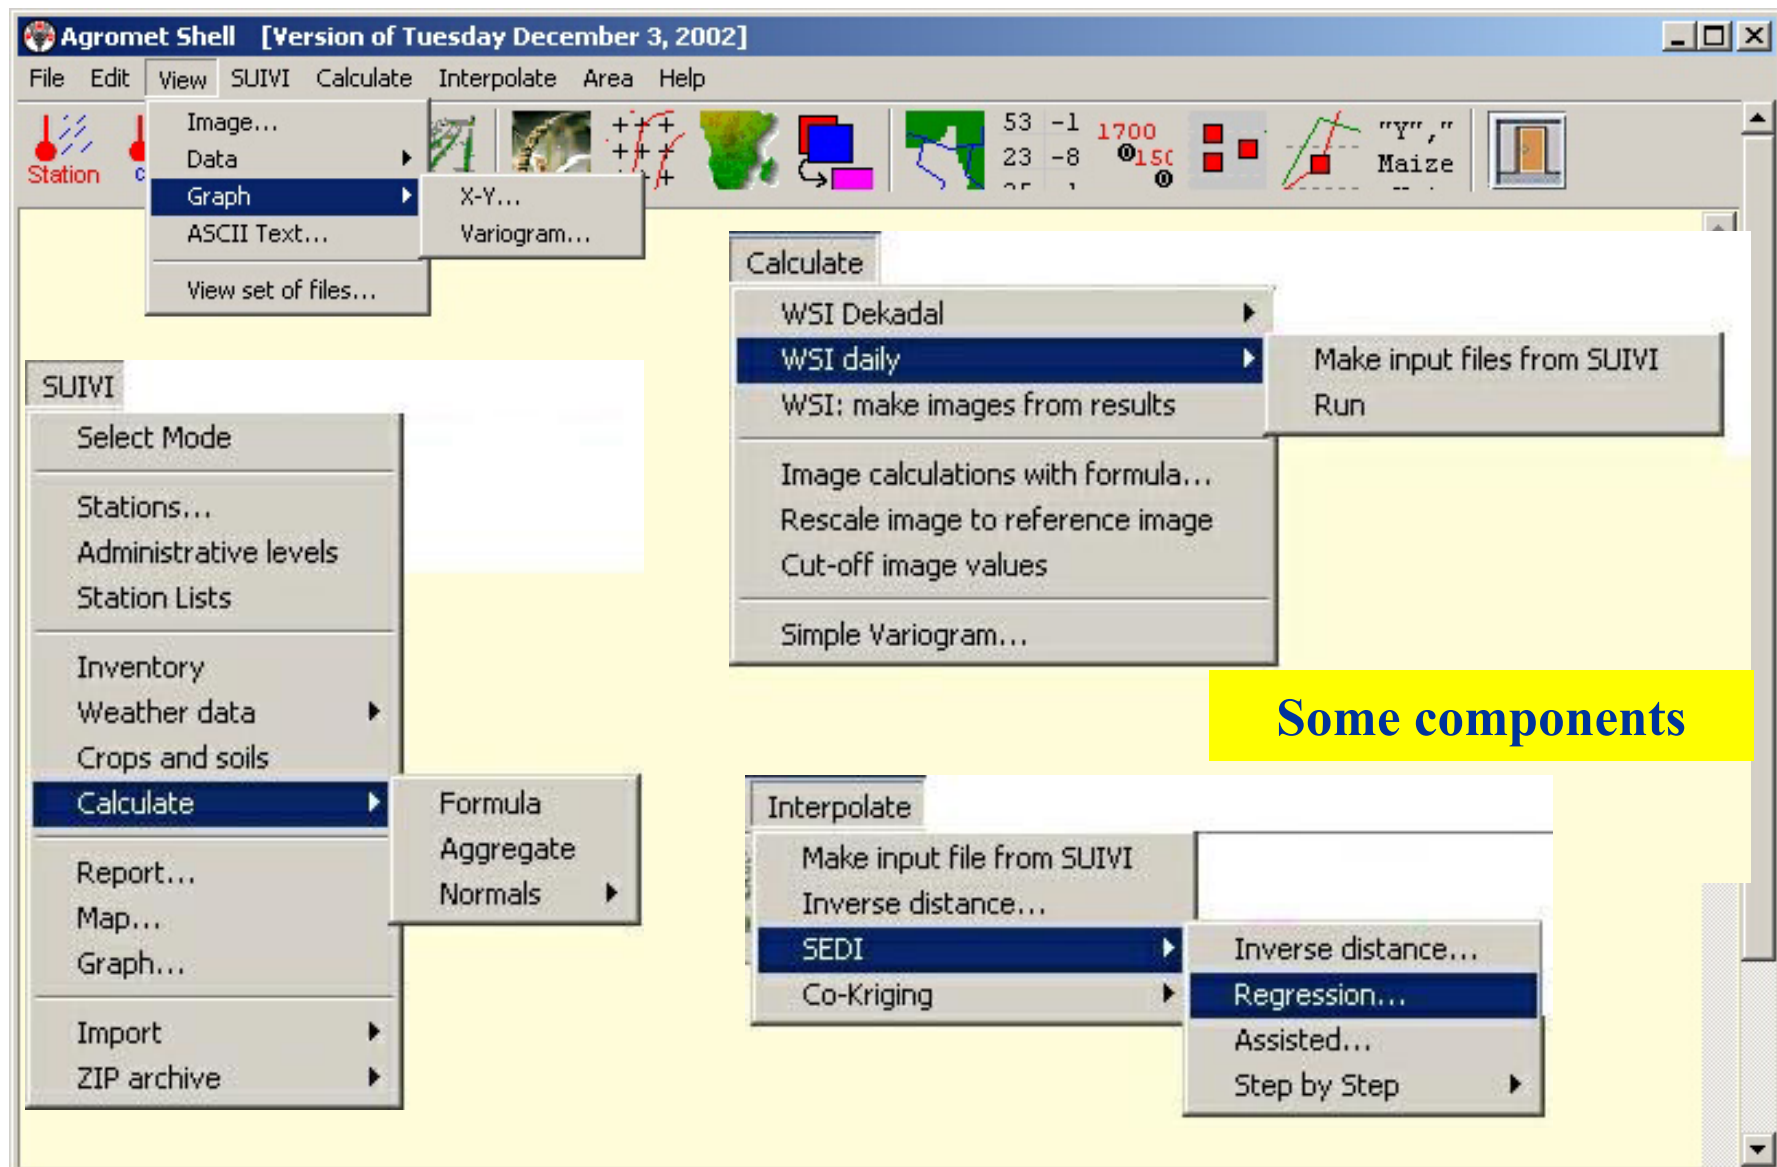 Agromet Shell [Version of Tuesday December 3, 2002]
File Edit View SUIVI Calculate Interpolate Area Help
Image...
Data
Graph
ASCII Text...
View set of files...
X-Y...
Variogram...
Station
53 -1
23 -8
1700
"Y","
Maize
SUIVI
Select Mode
Stations...
Administrative levels
Station Lists
Inventory
Weather data
Crops and soils
Calculate
Report...
Map...
Graph...
Import
ZIP archive
Formula
Aggregate
Normals
Calculate
WSI Dekadal
WSI daily
WSI: make images from results
Image calculations with formula...
Rescale image to reference image
Cut-off image values
Simple Variogram...
Make input files from SUIVI
Run
Some components
Interpolate
Make input file from SUIVI
Inverse distance...
SEDI
Co-Kriging
Inverse distance...
Regression...
Assisted...
Step by Step